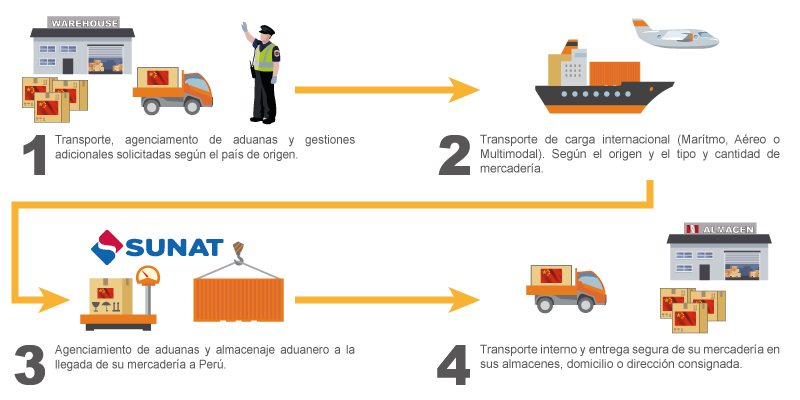 WAREHOUSE
1
Transporte, agenciamiento de aduanas y gestiones
adicionales solicitadas según el país de origen.
2
Transporte de carga internacional (Marítmo, Aéreo o
Multimodal). Según el origen y el tipo y cantidad de
mercadería.
SUNAT
3
Agenciamiento de aduanas y almacenaje aduanero a la
llegada de su mercadería a Perú.
ALMACEN
4
Transporte interno y entrega segura de su mercadería en
sus almacenes, domicilio o dirección consignada.